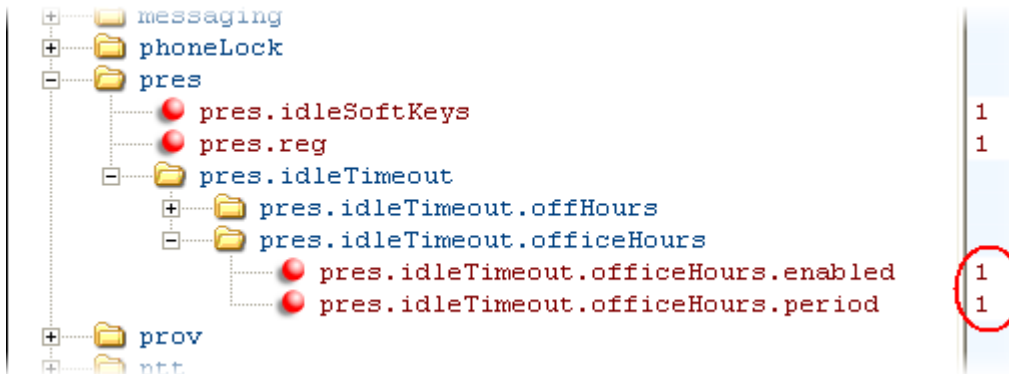 messaging
phoneLock
pres
pres.idleSoftKeys 1
pres.reg 1
pres.idleTimeout
pres.idleTimeout.offHours
pres.idleTimeout.officeHours
pres.idleTimeout.officeHours.enabled 1
pres.idleTimeout.officeHours.period 1
prov